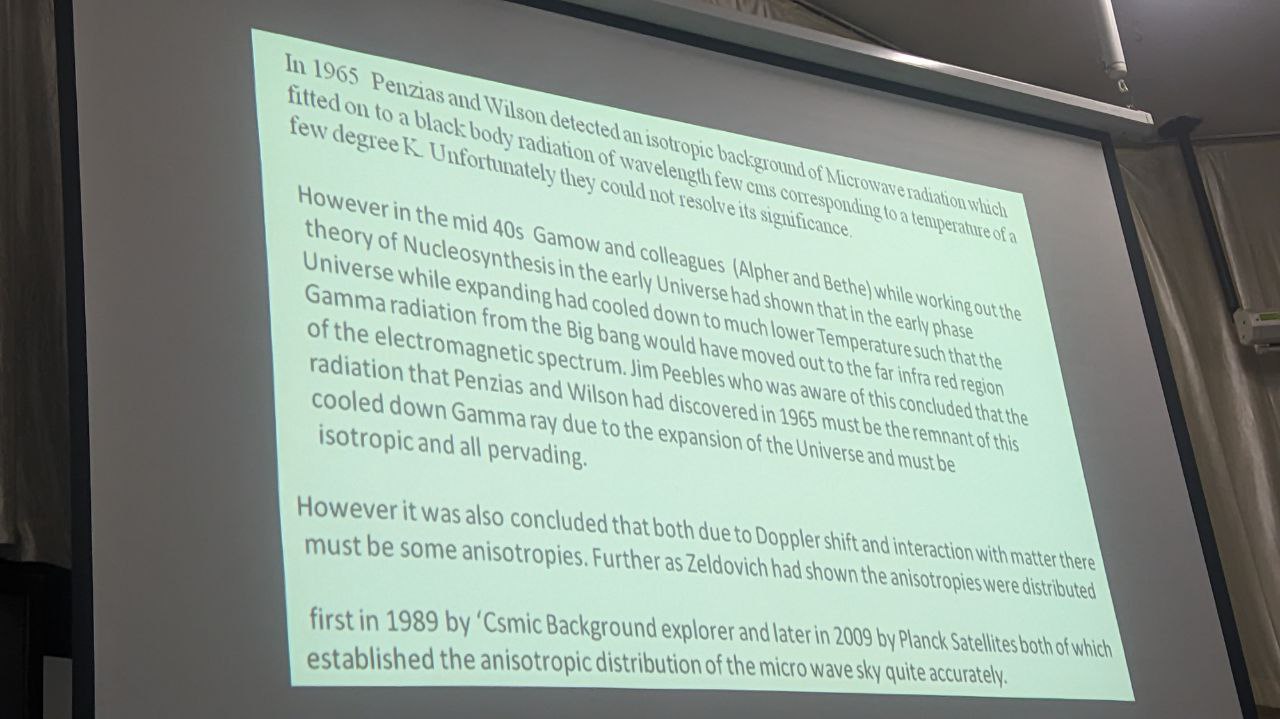 In 1965 Penzias and Wilson detected an isotropic background of Microwave radiation which
fitted on to a black body radiation of wavelength few cms corresponding to a temperature of a
few degree K. Unfortunately they could not resolve its significance.
However in the mid 40s Gamow and colleagues (Alpher and Bethe) while working out the
theory of Nucleosynthesis in the early Universe had shown that in the early phase
Universe while expanding had cooled down to much lower Temperature such that the
Gamma radiation from the Big bang would have moved out to the far infra red region
of the electromagnetic spectrum. Jim Peebles who was aware of this concluded that the
radiation that Penzias and Wilson had discovered in 1965 must be the remnant of this
cooled down Gamma ray due to the expansion of the Universe and must be
isotropic and all pervading.
However it was also concluded that both due to Doppler shift and interaction with matter there
must be some anisotropies. Further as Zeldovich had shown the anisotropies were distributed
first in 1989 by ‘Csmic Background explorer and later in 2009 by Planck Satellites both of which
established the anisotropic distribution of the micro wave sky quite accurately.